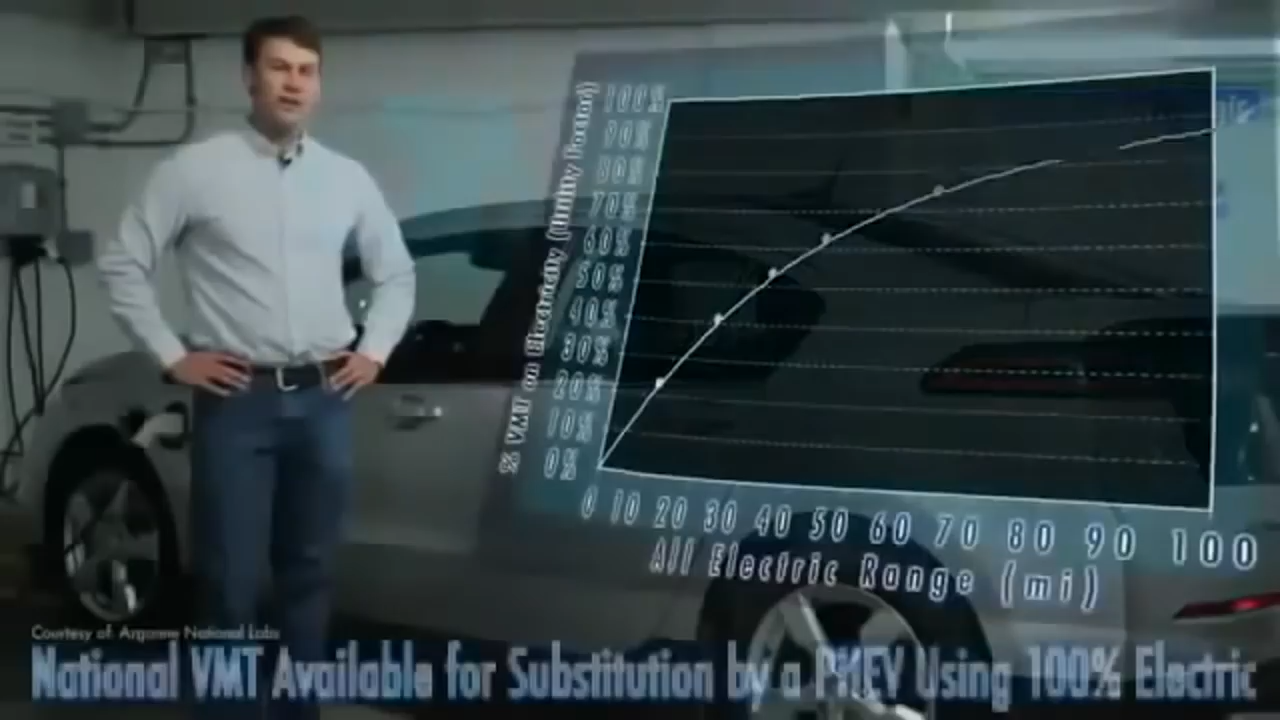 100%
90%
80%
70%
60%
50%
40%
30%
20%
10%
0%
% VMT on Electricity (Utility Factor)
0 10 20 30 40 50 60 70 80 90 100
All Electric Range (mi)
Courtesy of Argonne National Labs
National VMT Available for Substitution by a PHEV Using 100% Electric